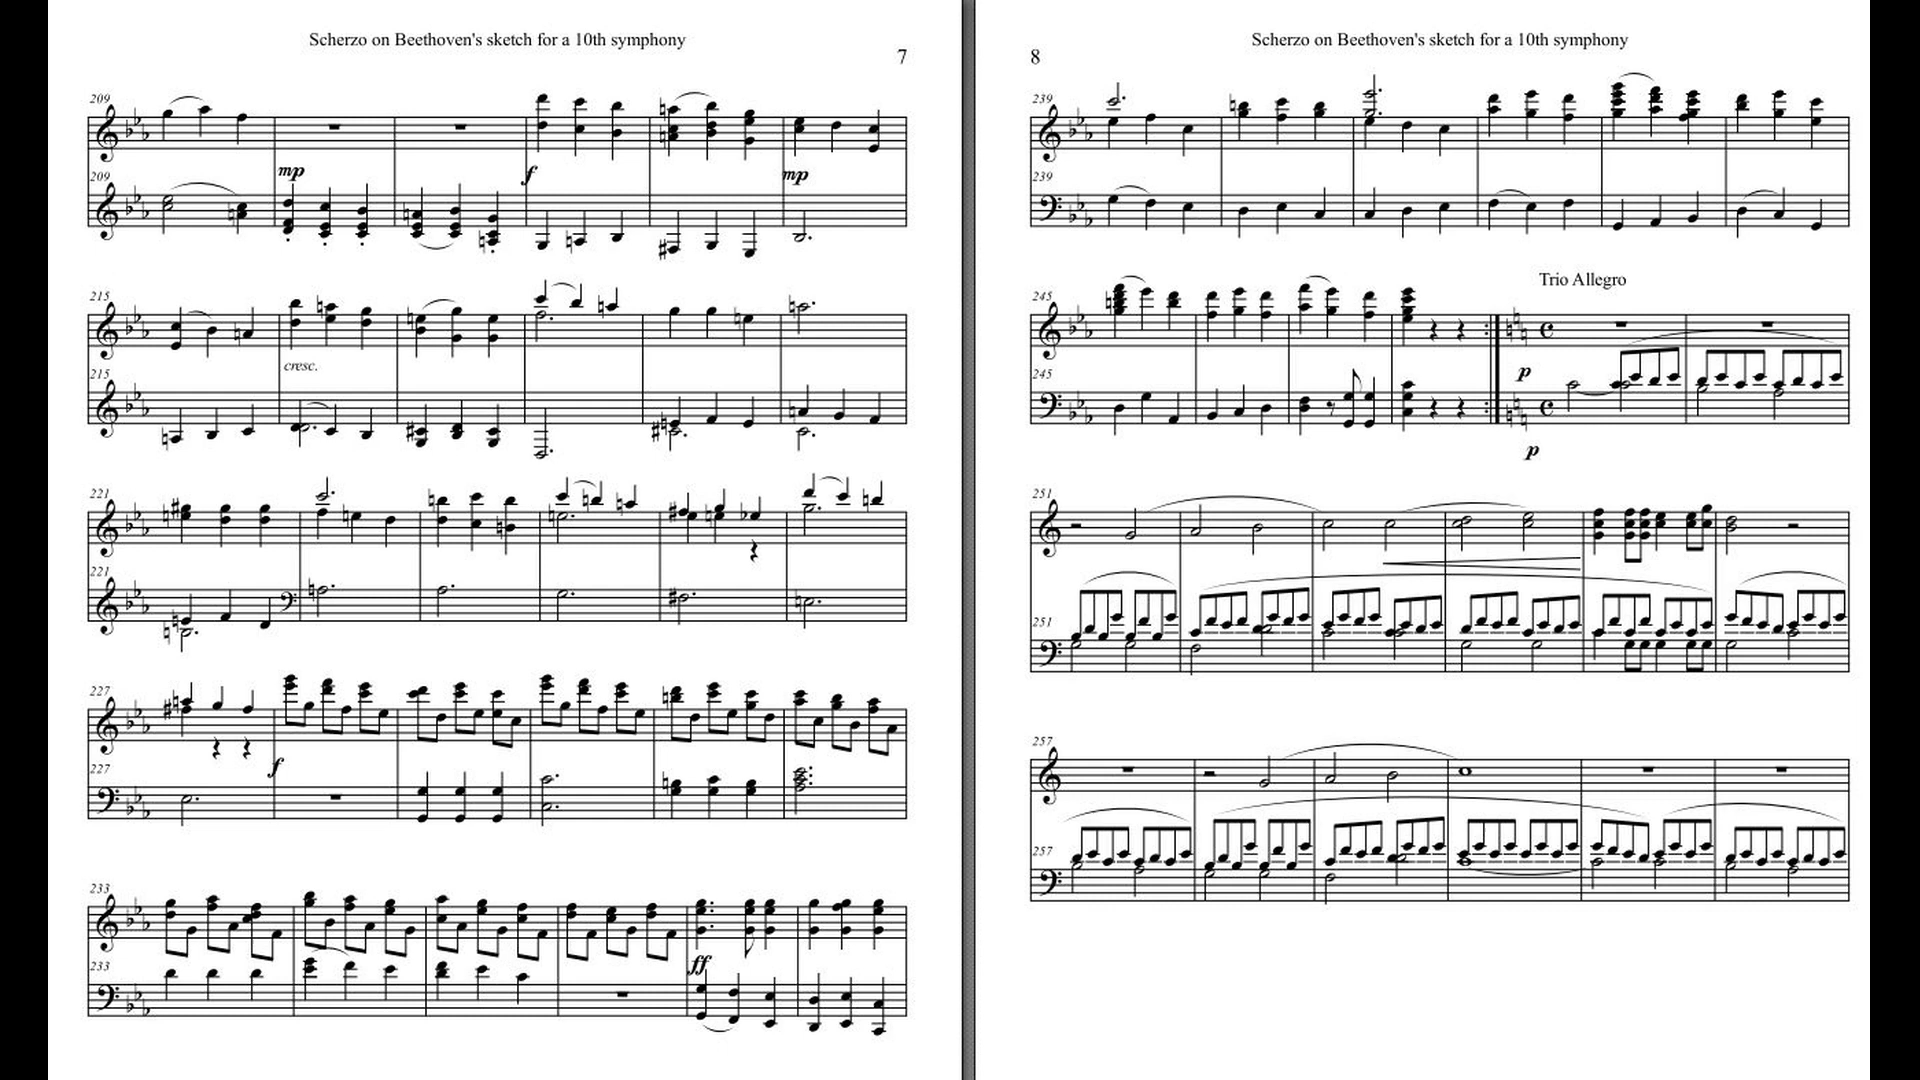 Scherzo on Beethoven's sketch for a 10th symphony
7
209
mp
f
mp
209
215
cresc.
215
221
221
227
f
227
233
ff
233
Scherzo on Beethoven's sketch for a 10th symphony
8
239
239
Trio Allegro
245
p
245
p
251
251
257
257